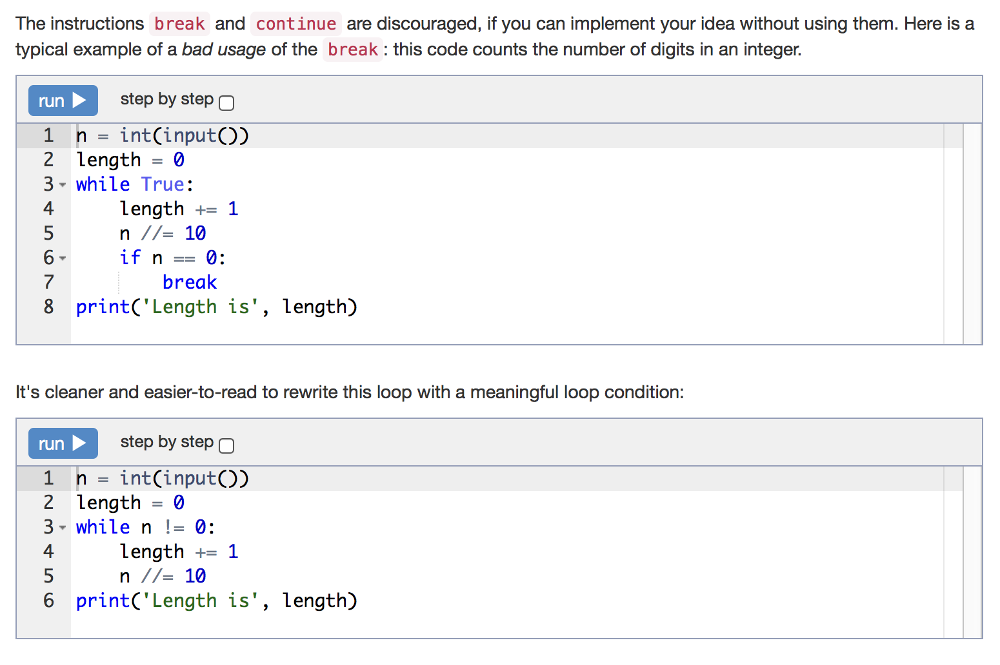 The instructions break and continue are discouraged, if you can implement your idea without using them. Here is a
typical example of a bad usage of the break: this code counts the number of digits in an integer.
run step by step
1 n = int(input())
2 length = 0
3 while True:
4     length += 1
5     n //= 10
6     if n == 0:
7         break
8 print('Length is', length)
It's cleaner and easier-to-read to rewrite this loop with a meaningful loop condition:
run step by step
1 n = int(input())
2 length = 0
3 while n != 0:
4     length += 1
5     n //= 10
6 print('Length is', length)